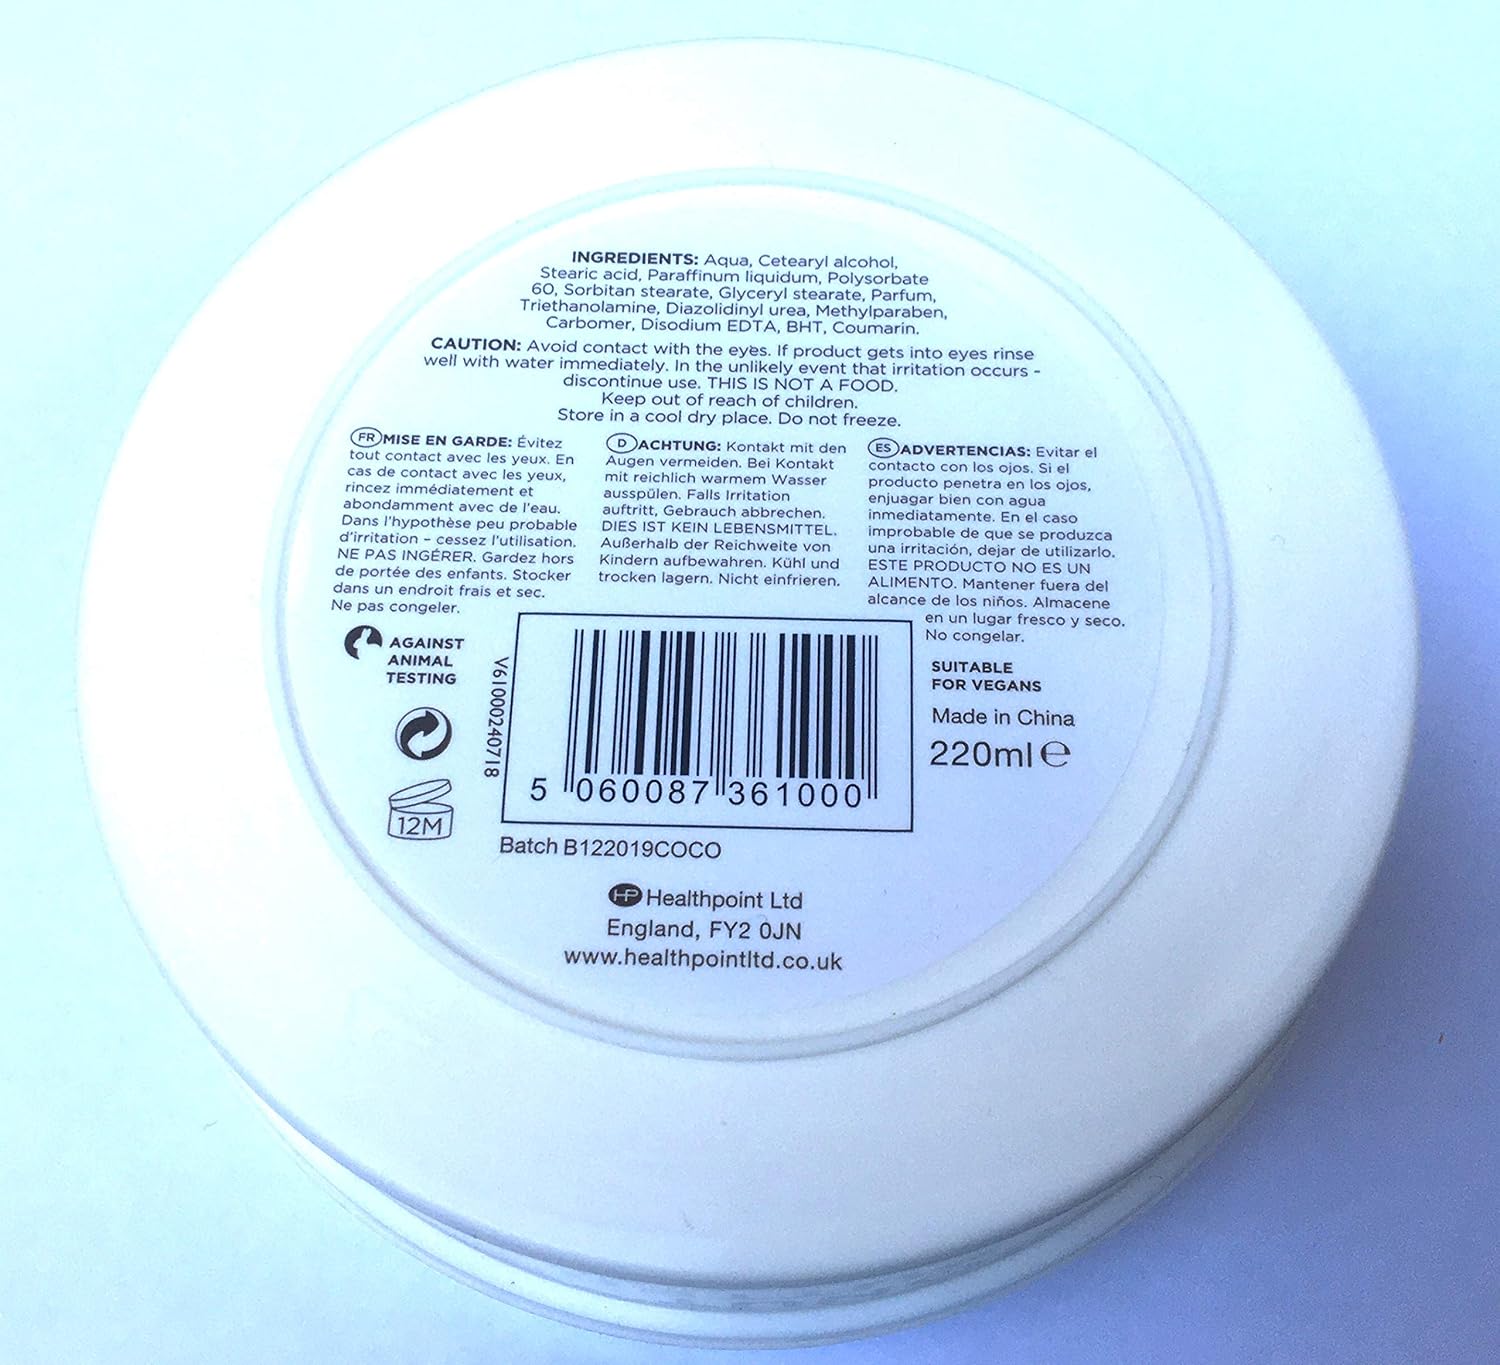 INGREDIENTS: Aqua, Cetearyl alcohol,
Stearic acid, Paraffinum liquidum, Polysorbate
60, Sorbitan stearate, Glyceryl stearate, Parfum,
Triethanolamine, Diazolidinyl urea, Methylparaben,
Carbomer, Disodium EDTA, BHT, Coumarin.
CAUTION: Avoid contact with the eyes. If product gets into eyes rinse
well with water immediately. In the unlikely event that irritation occurs -
discontinue use. THIS IS NOT A FOOD.
Keep out of reach of children.
Store in a cool dry place. Do not freeze.
FR MISE EN GARDE: Évitez
tout contact avec les yeux. En
cas de contact avec les yeux,
rincez immédiatement et
abondamment avec de l'eau.
Dans l'hypothèse peu probable
d'irritation – cessez l'utilisation.
NE PAS INGÉRER. Gardez hors
de portée des enfants. Stocker
dans un endroit frais et sec.
Ne pas congeler.
D ACHTUNG: Kontakt mit den
Augen vermeiden. Bei Kontakt
mit reichlich warmem Wasser
ausspülen. Falls Irritation
auftritt, Gebrauch abbrechen.
DIES IST KEIN LEBENSMITTEL.
Außerhalb der Reichweite von
Kindern aufbewahren. Kühl und
trocken lagern. Nicht einfrieren.
ES ADVERTENCIAS: Evitar el
contacto con los ojos. Si el
producto penetra en los ojos,
enjuagar bien con agua
inmediatamente. En el caso
improbable de que se produzca
una irritación, dejar de utilizarlo.
ESTE PRODUCTO NO ES UN
ALIMENTO. Mantener fuera del
alcance de los niños. Almacene
en un lugar fresco y seco.
No congelar.
AGAINST
ANIMAL
TESTING
12M
V61000240718
5 060087 361000
SUITABLE
FOR VEGANS
Made in China
220ml e
Batch B122019COCO
HP Healthpoint Ltd
England, FY2 0JN
www.healthpointltd.co.uk